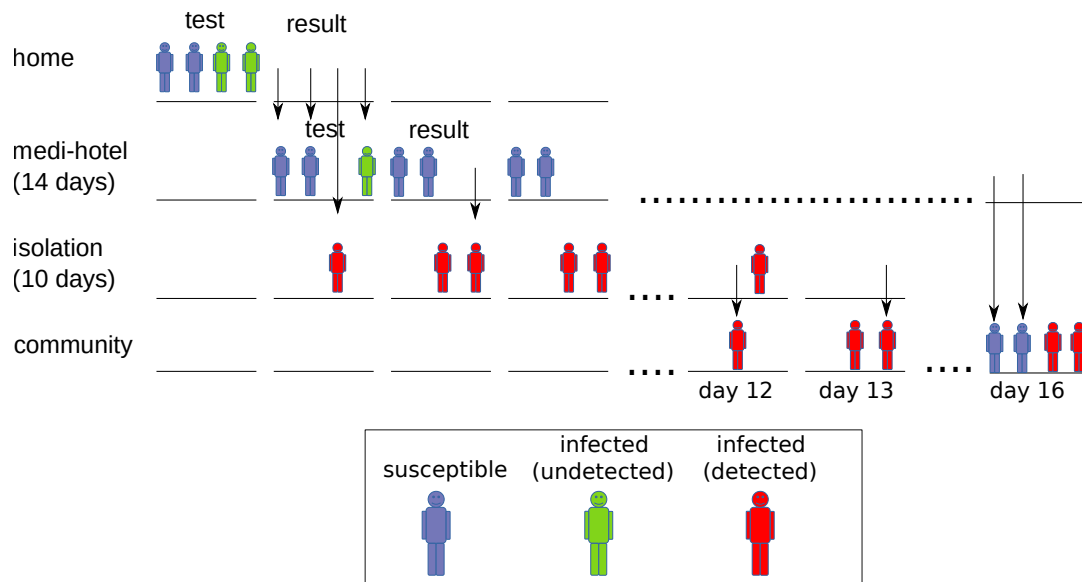 test
result
home
test
result
medi-hotel
(14 days)
isolation
(10 days)
community
day 12
day 13
day 16
susceptible
infected
(undetected)
infected
(detected)